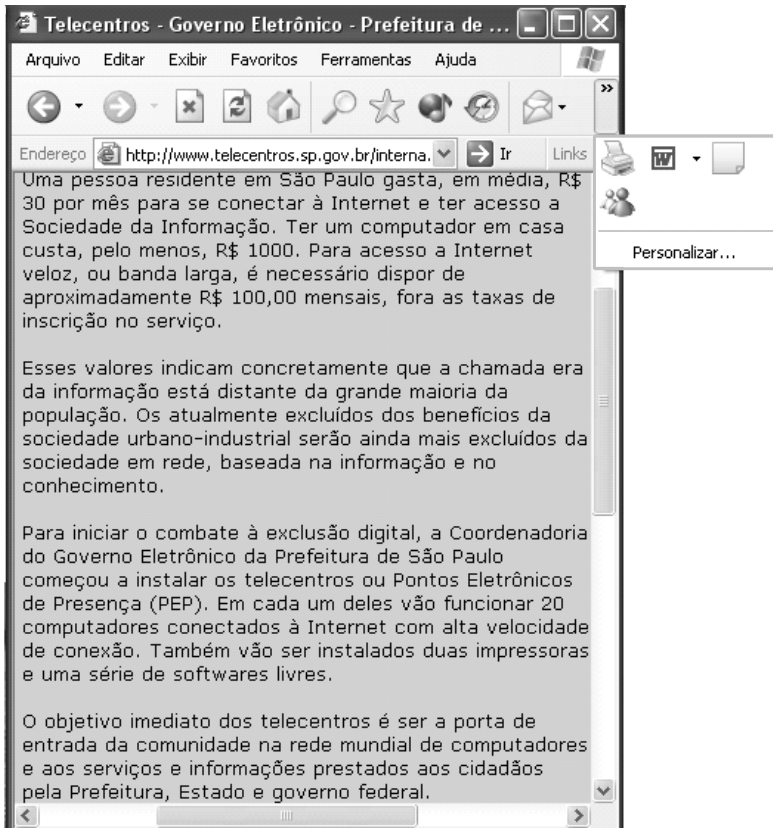 Telecentros - Governo Eletrônico - Prefeitura de ...
Arquivo Editar Exibir Favoritos Ferramentas Ajuda
Endereço http://www.telecentros.sp.gov.br/interna. Ir Links
Personalizar...
Uma pessoa residente em São Paulo gasta, em média, R$
30 por mês para se conectar à Internet e ter acesso a
Sociedade da Informação. Ter um computador em casa
custa, pelo menos, R$ 1000. Para acesso a Internet
veloz, ou banda larga, é necessário dispor de
aproximadamente R$ 100,00 mensais, fora as taxas de
inscrição no serviço.
Esses valores indicam concretamente que a chamada era
da informação está distante da grande maioria da
população. Os atualmente excluídos dos benefícios da
sociedade urbano-industrial serão ainda mais excluídos da
sociedade em rede, baseada na informação e no
conhecimento.
Para iniciar o combate à exclusão digital, a Coordenadoria
do Governo Eletrônico da Prefeitura de São Paulo
começou a instalar os telecentros ou Pontos Eletrônicos
de Presença (PEP). Em cada um deles vão funcionar 20
computadores conectados à Internet com alta velocidade
de conexão. Também vão ser instalados duas impressoras
e uma série de softwares livres.
O objetivo imediato dos telecentros é ser a porta de
entrada da comunidade na rede mundial de computadores
e aos serviços e informações prestados aos cidadãos
pela Prefeitura, Estado e governo federal.